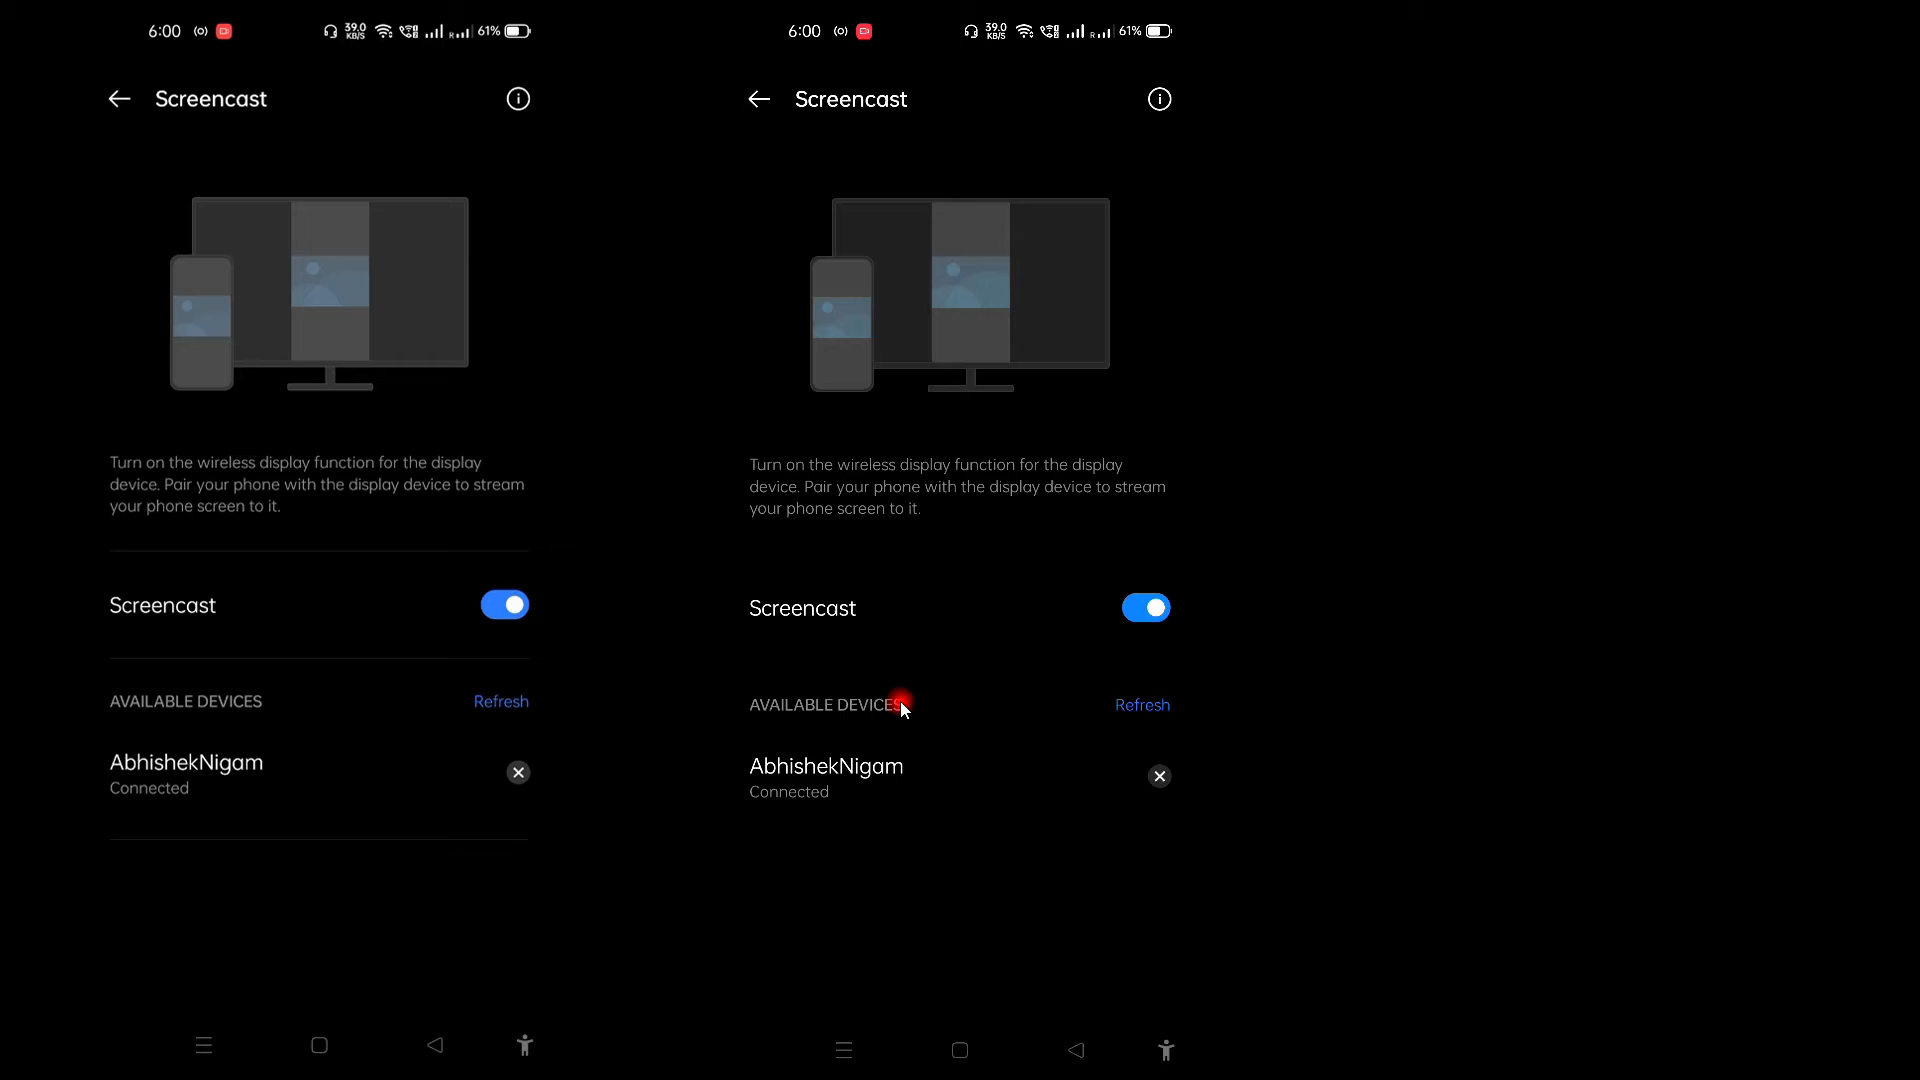 6:00
39.0
KB/S
R
61%
Screencast
Turn on the wireless display function for the display
device. Pair your phone with the display device to stream
your phone screen to it.
Screencast
AVAILABLE DEVICES
Refresh
AbhishekNigam
Connected
6:00
39.0
KB/S
R
61%
Screencast
Turn on the wireless display function for the display
device. Pair your phone with the display device to stream
your phone screen to it.
Screencast
AVAILABLE DEVICES
Refresh
AbhishekNigam
Connected